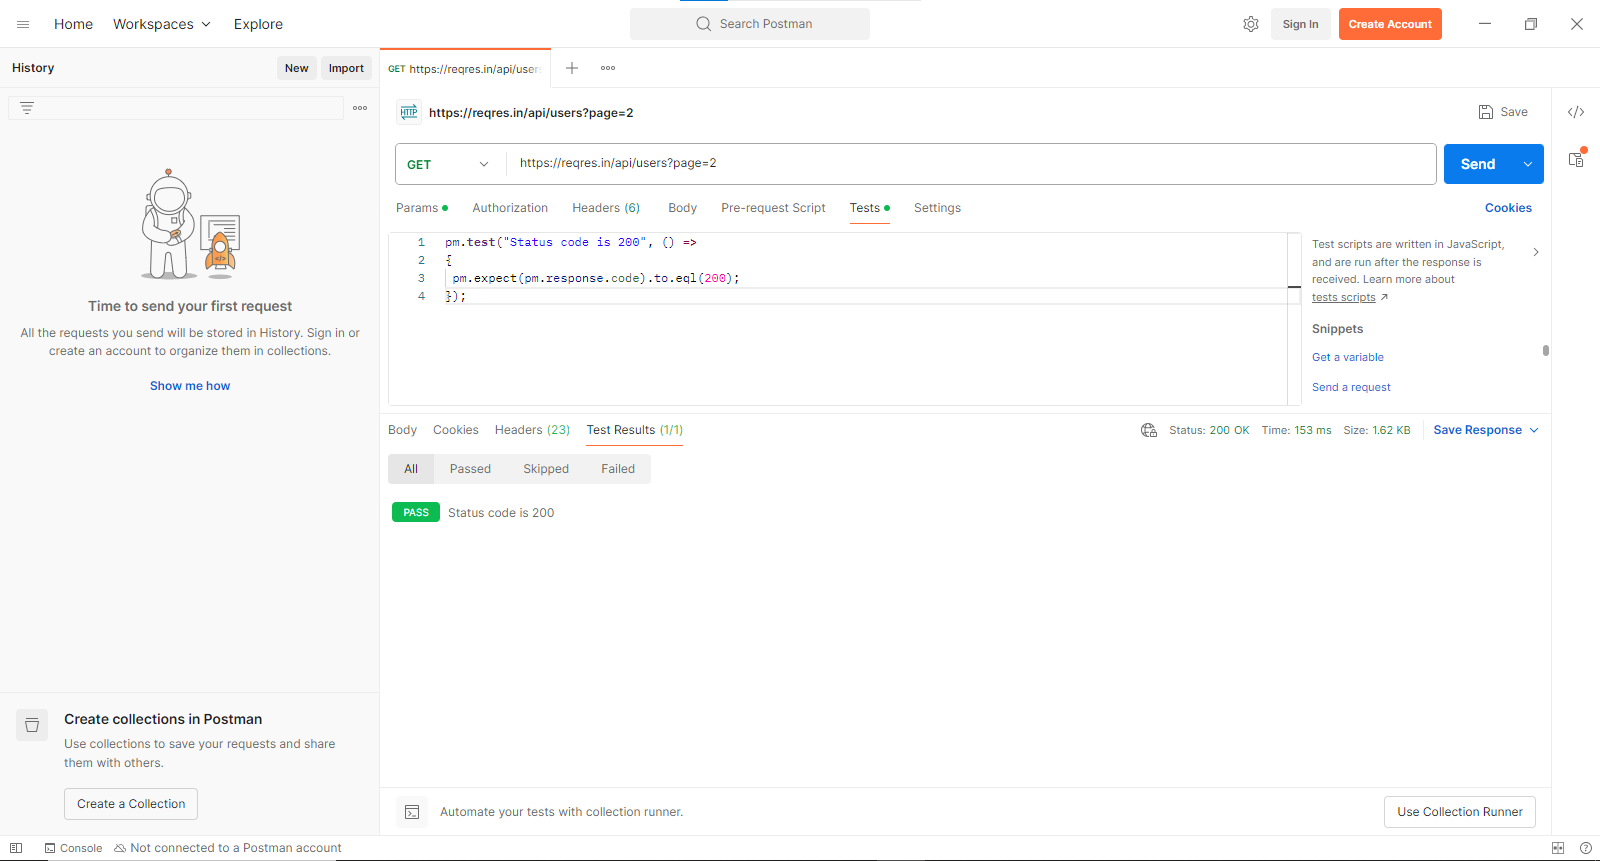 Home
Workspaces
Explore
Search Postman
Sign In
Create Account
History
New
Import
GET https://reqres.in/api/user
HTTP
https://reqres.in/api/users?page=2
Save
GET
https://reqres.in/api/users?page=2
Send
Params
Authorization
Headers (6)
Body
Pre-request Script
Tests
Settings
Cookies
1 pm.test("Status code is 200", () =>
2 {
3 pm.expect(pm.response.code).to.eql(200);
4 });
Test scripts are written in JavaScript,
and are run after the response is
received. Learn more about
tests scripts
Snippets
Get a variable
Send a request
Time to send your first request
All the requests you send will be stored in History. Sign in or
create an account to organize them in collections.
Show me how
Body
Cookies
Headers (23)
Test Results (1/1)
Status: 200 OK
Time: 153 ms
Size: 1.62 KB
Save Response
All
Passed
Skipped
Failed
PASS
Status code is 200
Create collections in Postman
Use collections to save your requests and share
them with others.
Create a Collection
Automate your tests with collection runner.
Use Collection Runner
Console
Not connected to a Postman account